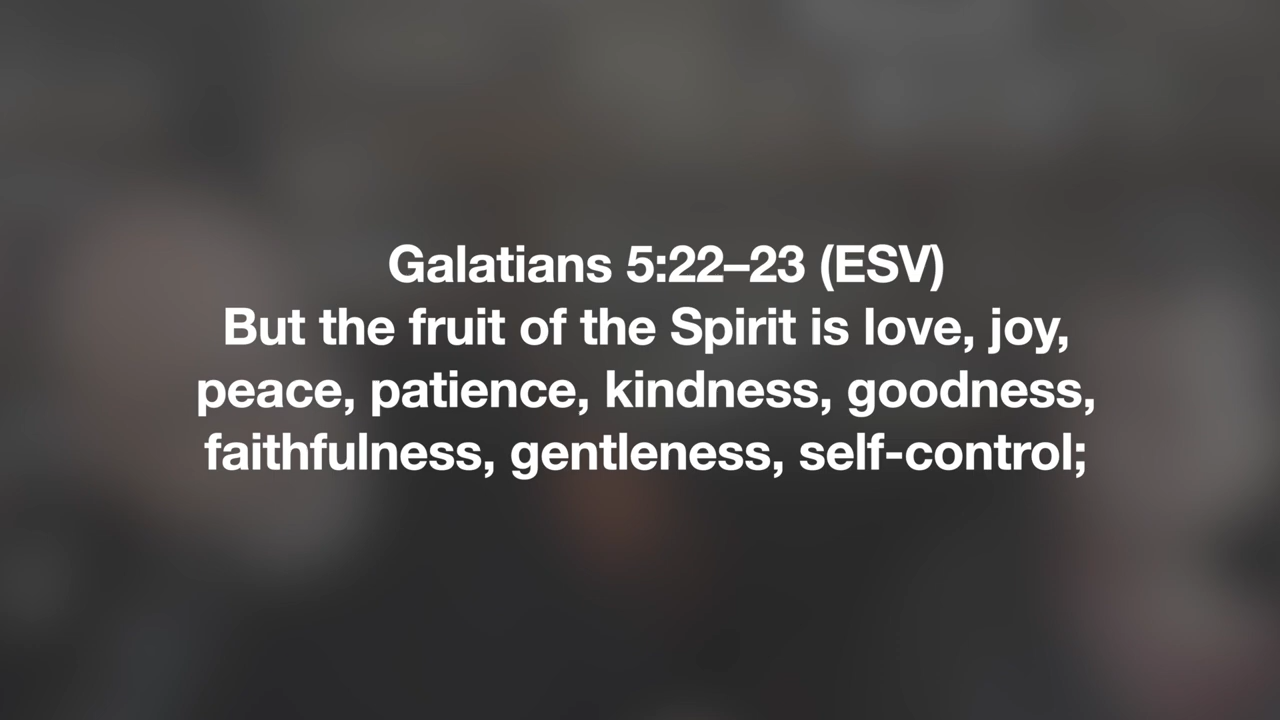 Galatians 5:22–23 (ESV)
But the fruit of the Spirit is love, joy,
peace, patience, kindness, goodness,
faithfulness, gentleness, self-control;